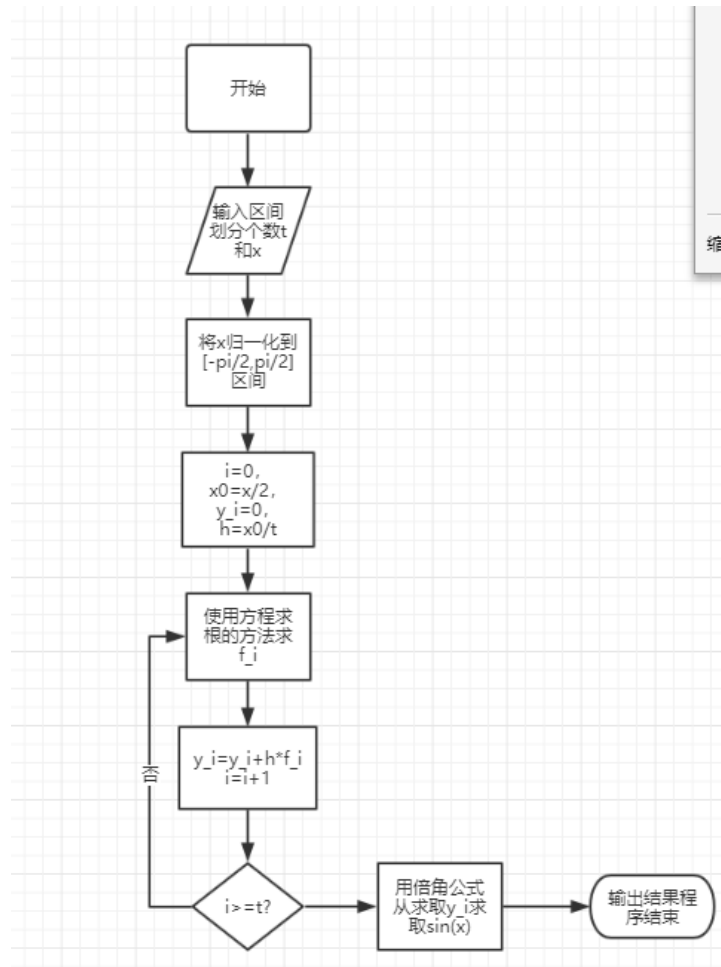 开始
输入区间
划分个数t
和x
将x归一化到
[-pi/2,pi/2]
区间
i=0,
x0=x/2,
y_i=0,
h=x0/t
使用方程求
根的方法求
f_i
y_i=y_i+h*f_i
i=i+1
否
i>=t?
用倍角公式
从求取y_i求
取sin(x)
输出结果程
序结束
缩